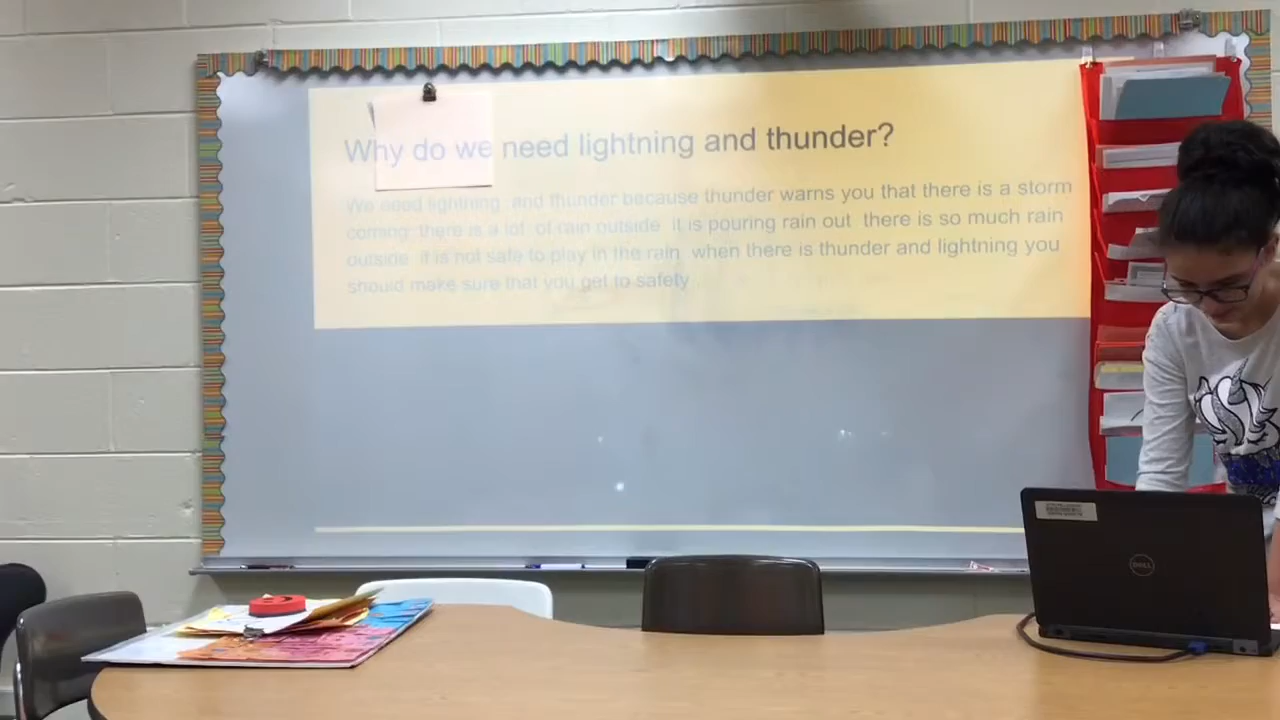 Why do we need lightning and thunder?
We need lightning and thunder because thunder warns you that there is a storm
coming there is a lot of rain outside it is pouring rain out there is so much rain
outside it is not safe to play in the rain when there is thunder and lightning you
should make sure that you get to safety
DELL